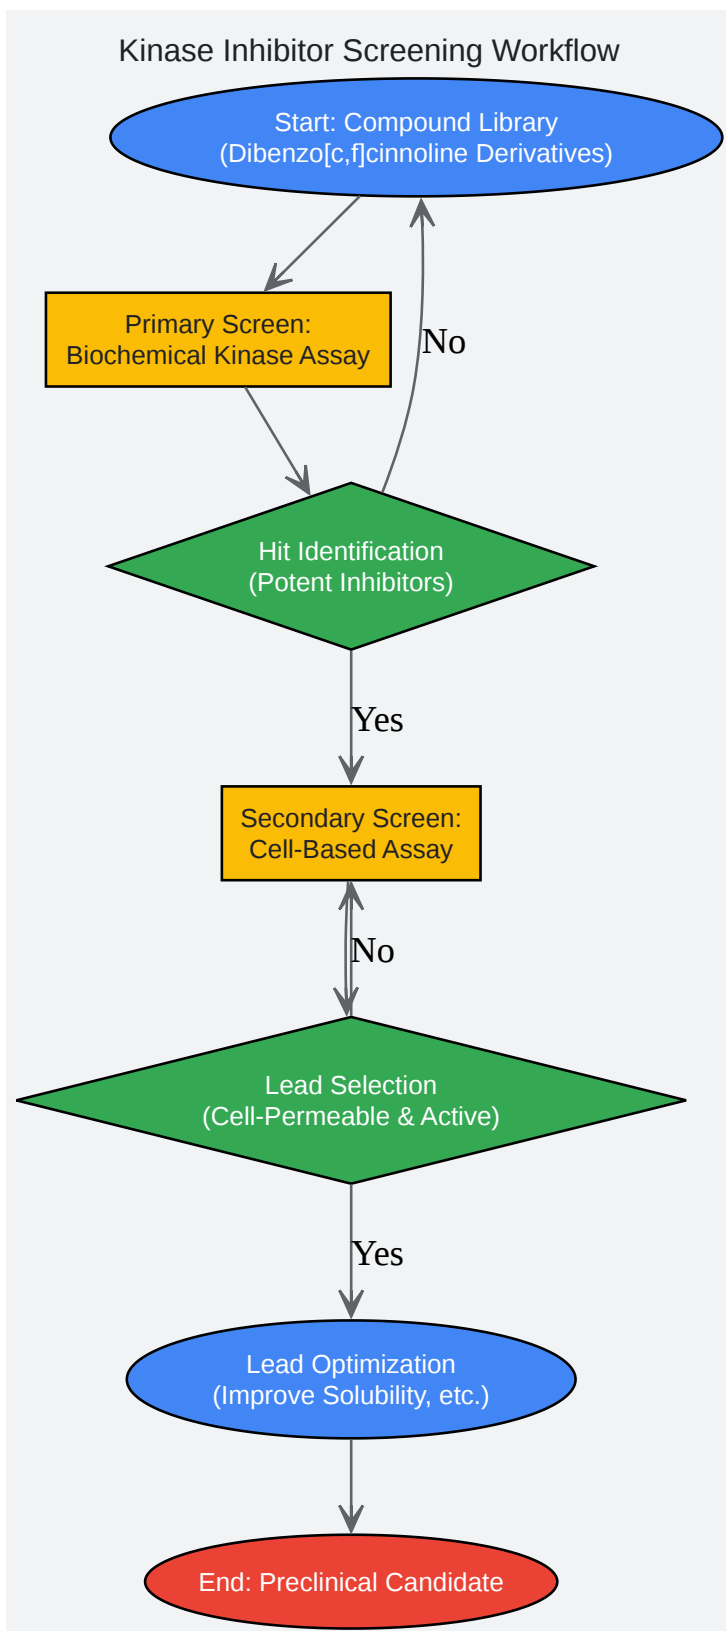 Kinase Inhibitor Screening Workflow
Start: Compound Library
(Dibenzo[c,f]cinnoline Derivatives)
Primary Screen:
Biochemical Kinase Assay
No
Hit Identification
(Potent Inhibitors)
Yes
Secondary Screen:
Cell-Based Assay
No
Lead Selection
(Cell-Permeable & Active)
Yes
Lead Optimization
(Improve Solubility, etc.)
End: Preclinical Candidate